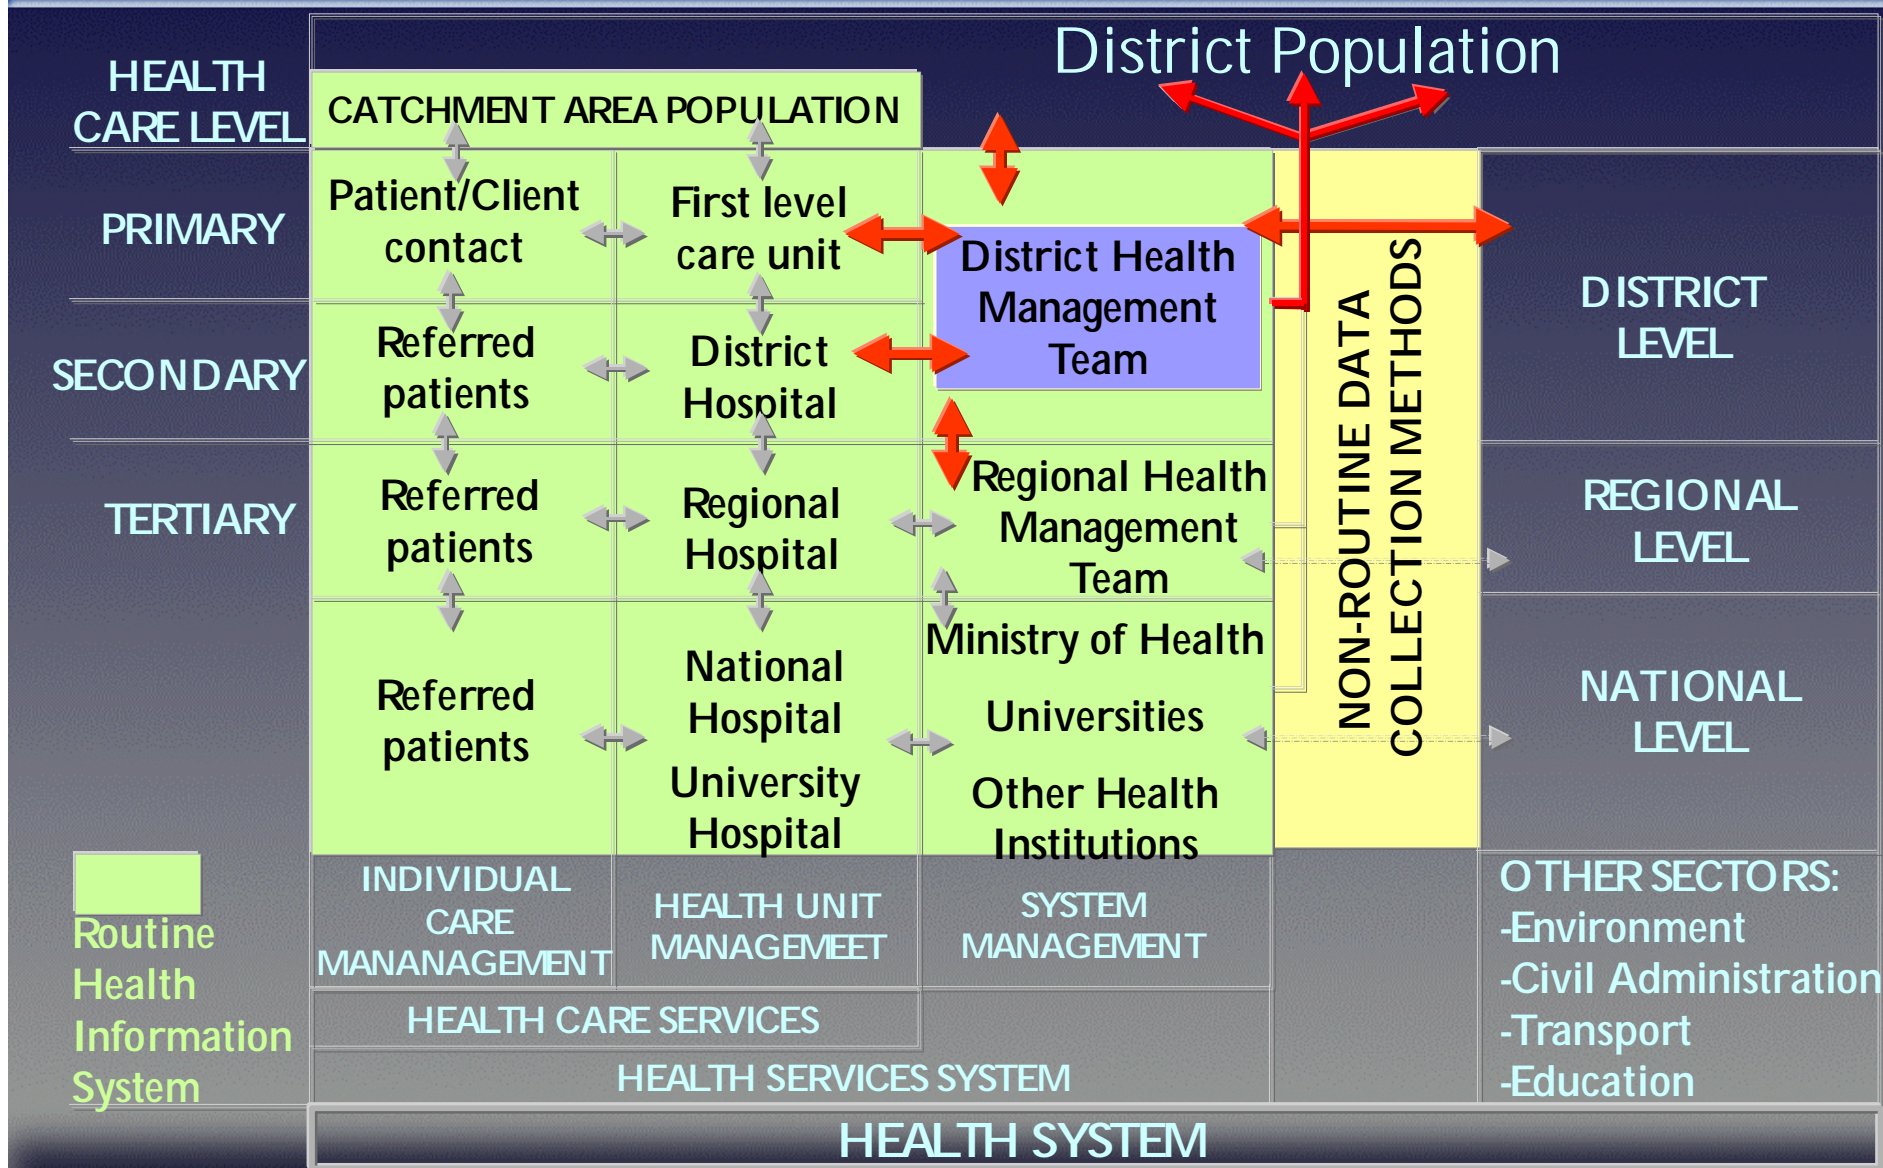 District Population
HEALTH
CARE LEVEL
CATCHMENT AREA POPULATION
PRIMARY
Patient/Client
contact
First level
care unit
District Health
Management
Team
DISTRICT
LEVEL
SECONDARY
Referred
patients
District
Hospital
NON-ROUTINE DATA
COLLECTION METHODS
TERTIARY
Referred
patients
Regional
Hospital
Regional Health
Management
Team
REGIONAL
LEVEL
Referred
patients
National
Hospital
University
Hospital
Ministry of Health
Universities
Other Health
Institutions
NATIONAL
LEVEL
Routine
Health
Information
System
INDIVIDUAL
CARE
MANANAGEMENT
HEALTH UNIT
MANAGEMEET
SYSTEM
MANAGEMENT
OTHER SECTORS:
-Environment
-Civil Administration
-Transport
-Education
HEALTH CARE SERVICES
HEALTH SERVICES SYSTEM
HEALTH SYSTEM